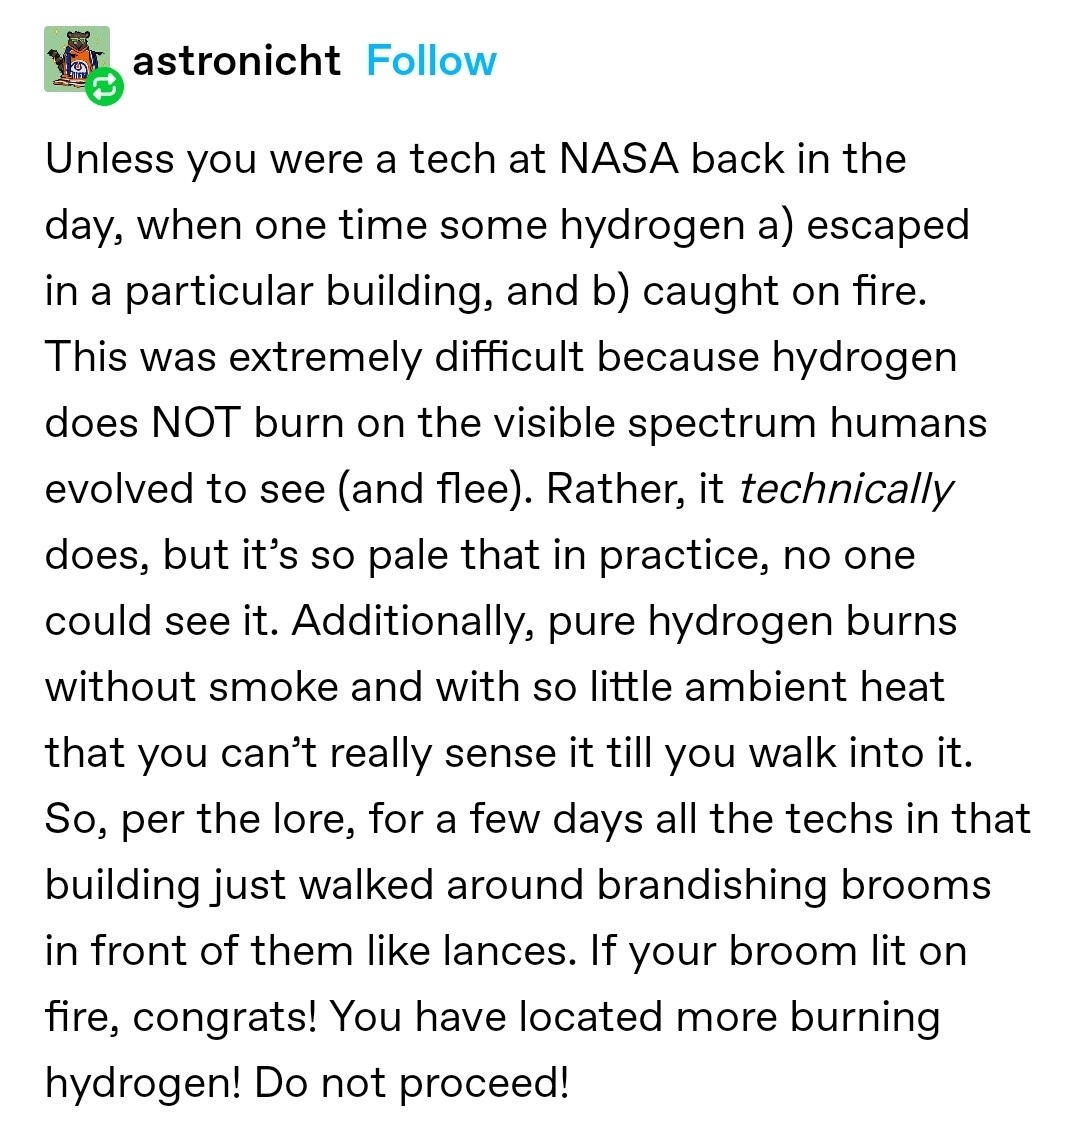 astronicht Follow
Unless you were a tech at NASA back in the
day, when one time some hydrogen a) escaped
in a particular building, and b) caught on fire.
This was extremely difficult because hydrogen
does NOT burn on the visible spectrum humans
evolved to see (and flee). Rather, it technically
does, but it’s so pale that in practice, no one
could see it. Additionally, pure hydrogen burns
without smoke and with so little ambient heat
that you can’t really sense it till you walk into it.
So, per the lore, for a few days all the techs in that
building just walked around brandishing brooms
in front of them like lances. If your broom lit on
fire, congrats! You have located more burning
hydrogen! Do not proceed!